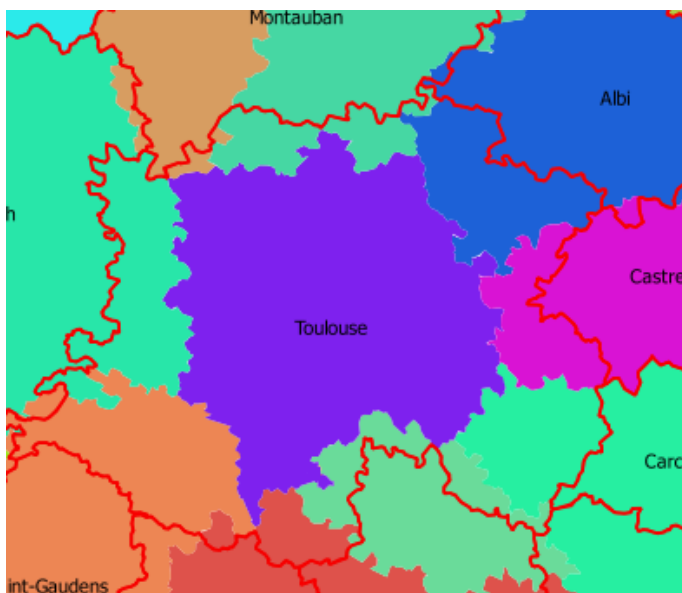 Montauban
Albi
h
Castre
Toulouse
Carc
int-Gaudens